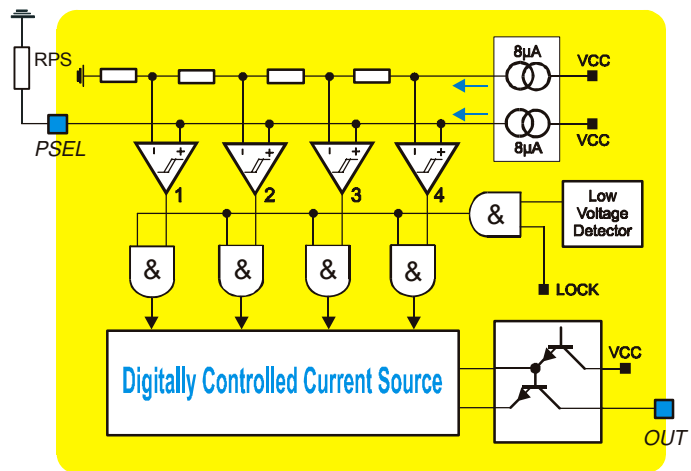 8µA
VCC
RPS
PSEL
8µA
VCC
- + - + - + - +
1 2 3 4
&
Low
Voltage
Detector
& & & &
LOCK
Digitally Controlled Current Source
VCC
OUT